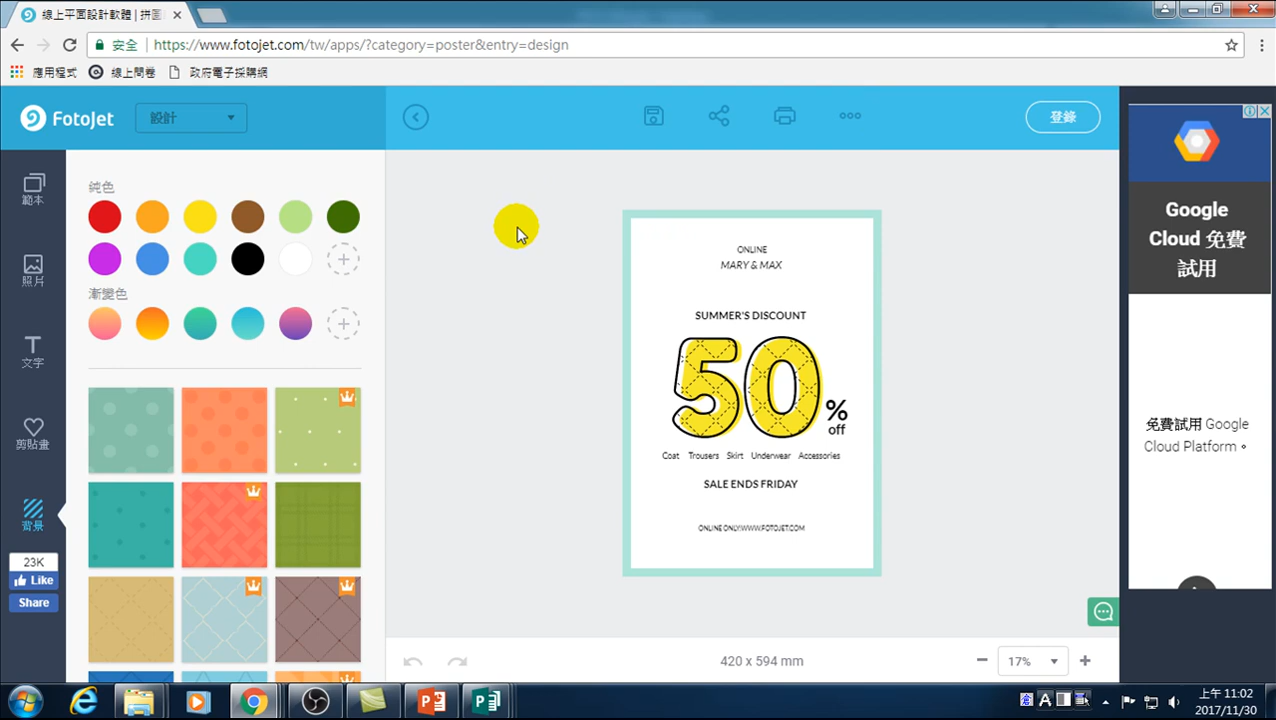 線上平面設計軟體 | 拼圖
安全 https://www.fotojet.com/tw/apps/?category=poster&entry=design
應用程式 線上問卷 政府電子採購網
FotoJet 設計 登錄
範本
照片
文字
剪貼畫
背景
23K
Like
Share
純色
漸變色
ONLINE
MARY & MAX
SUMMER'S DISCOUNT
50
%
off
Coat Trousers Skirt Underwear Accessories
SALE ENDS FRIDAY
ONLINE ONLY:WWW.FOTOJET.COM
420 x 594 mm 17%
Google
Cloud 免費
試用
免費試用 Google
Cloud Platform。
上午 11:02
2017/11/30